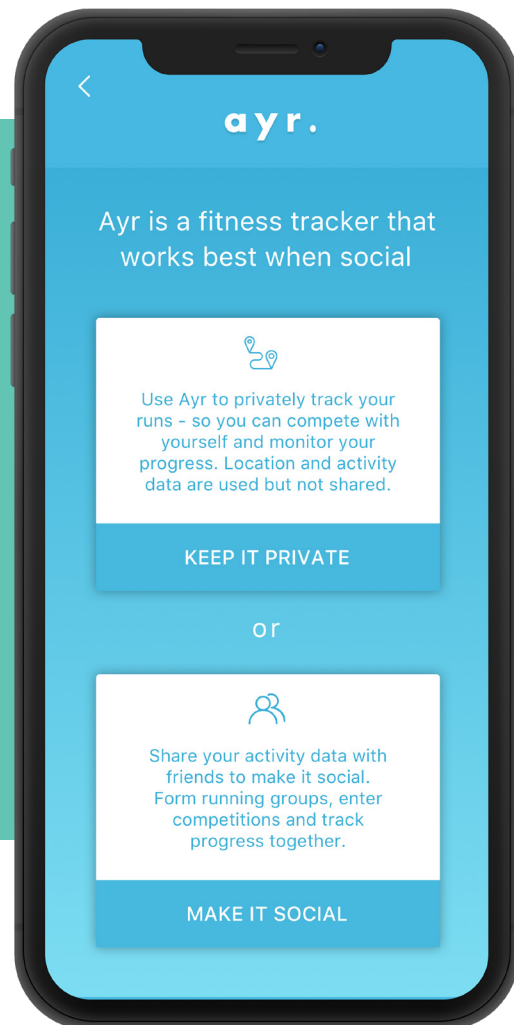 ayr.
Ayr is a fitness tracker that
works best when social
Use Ayr to privately track your
runs - so you can compete with
yourself and monitor your
progress. Location and activity
data are used but not shared.
KEEP IT PRIVATE
or
Share your activity data with
friends to make it social.
Form running groups, enter
competitions and track
progress together.
MAKE IT SOCIAL